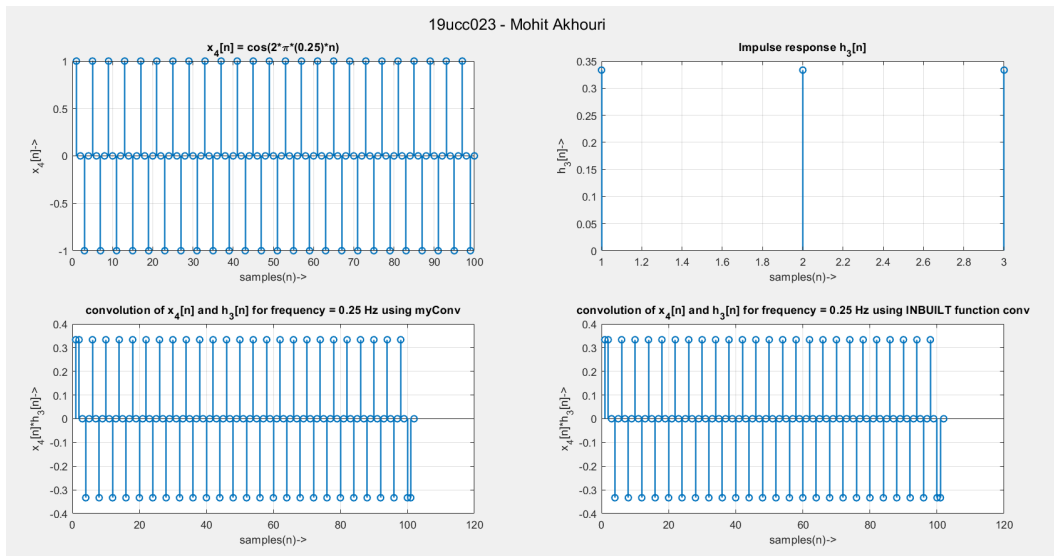 19ucc023 - Mohit Akhouri
x4[n] = cos(2*π*(0.25)*n)
x4[n]->
1
0.5
0
-0.5
-1
0 10 20 30 40 50 60 70 80 90 100
samples(n)->
Impulse response h3[n]
h3[n]->
0.35
0.3
0.25
0.2
0.15
0.1
0.05
0
1 1.2 1.4 1.6 1.8 2 2.2 2.4 2.6 2.8 3
samples(n)->
convolution of x4[n] and h3[n] for frequency = 0.25 Hz using myConv
x4[n]*h3[n]->
0.4
0.3
0.2
0.1
0
-0.1
-0.2
-0.3
-0.4
0 20 40 60 80 100 120
samples(n)->
convolution of x4[n] and h3[n] for frequency = 0.25 Hz using INBUILT function conv
x4[n]*h3[n]->
0.4
0.3
0.2
0.1
0
-0.1
-0.2
-0.3
-0.4
0 20 40 60 80 100 120
samples(n)->